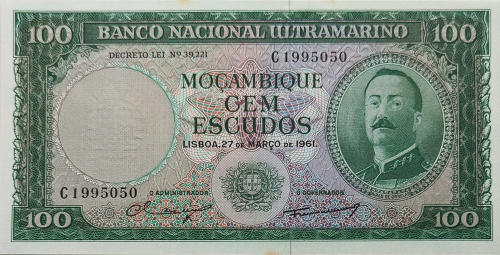 100 BANCO NACIONAL ULTRAMARINO 100
DECRETO-LEI Nº 39,221 C 1995050
MOÇAMBIQUE
CEM
ESCUDOS
LISBOA, 27 DE MARÇO DE 1961.
C 1995050 O ADMINISTRADOR O GOVERNADOR
100 100